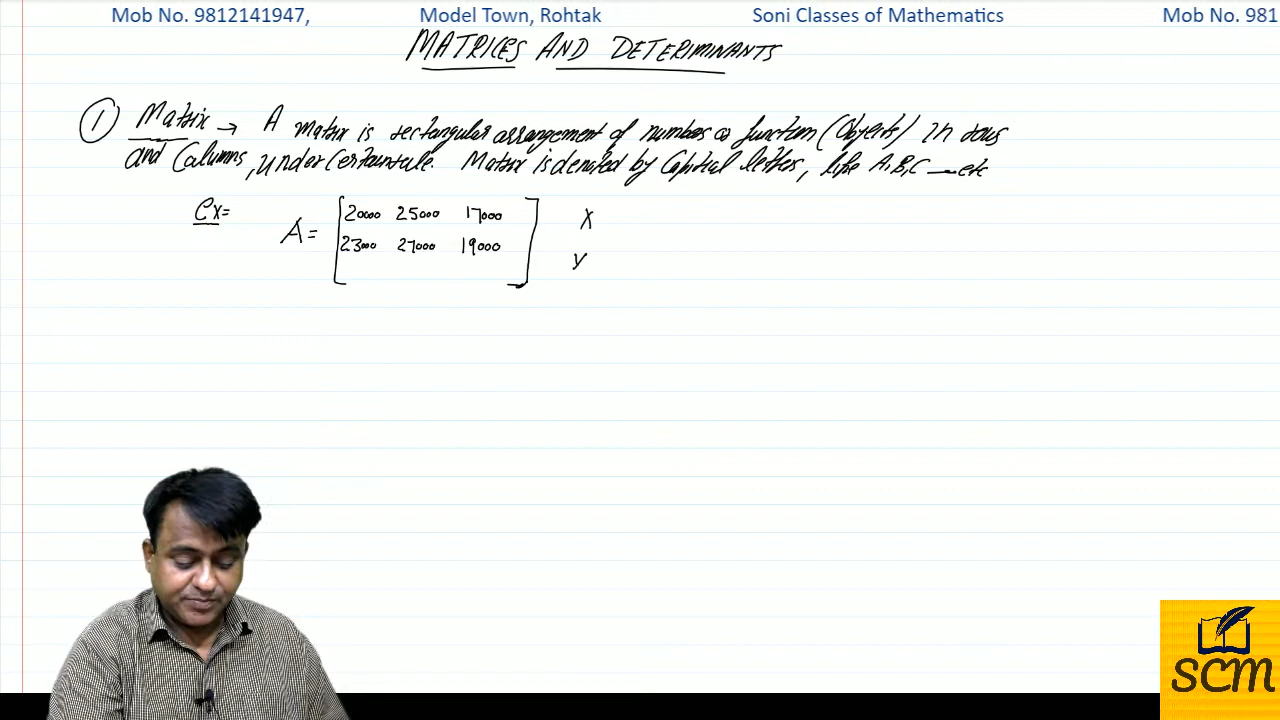 Mob No. 9812141947, Model Town, Rohtak Soni Classes of Mathematics Mob No. 981
MATRICES AND DETERIMINANTS
① Matrix → A matrix is rectangular arrangement of numbers or function (Objects) in rows
and Columns, under certain rule. Matrix is denoted by Capital letters, like A, B, C — etc
Ex=
A = [20000 25000 17000 X
23000 27000 19000] Y
SCM